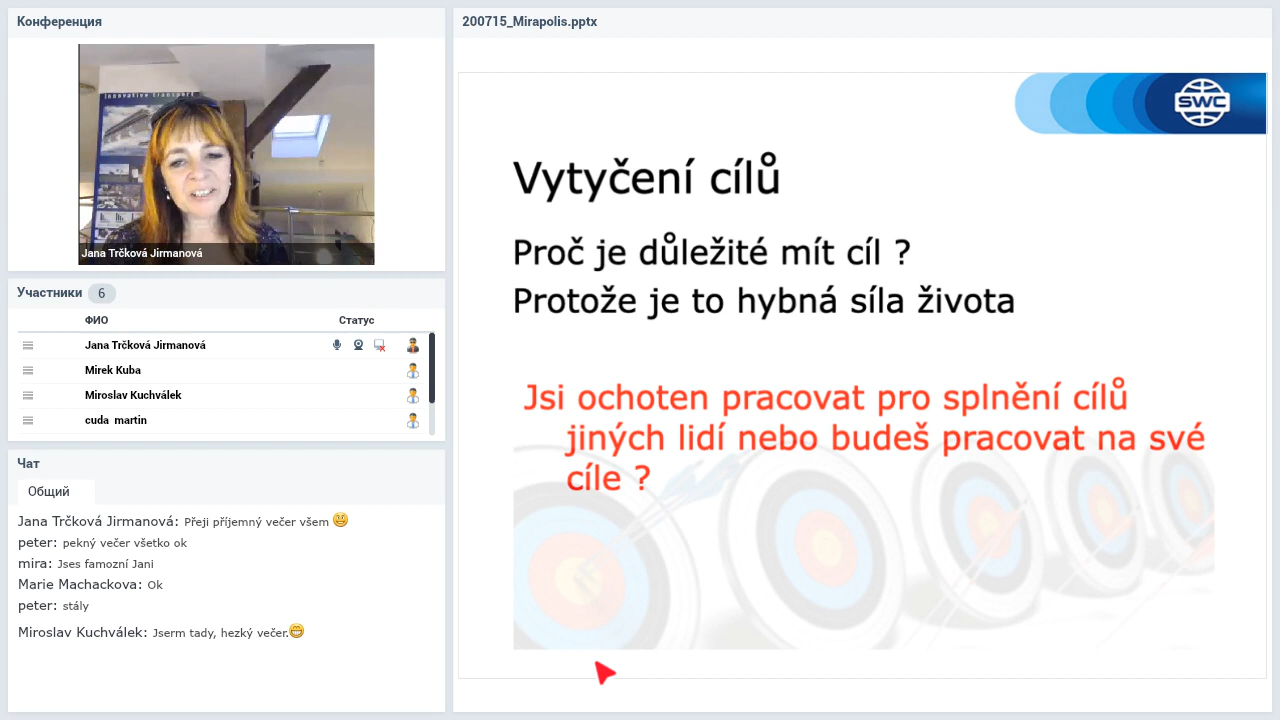 Конференция
innovative transport
Jana Trčková Jirmanová
Участники 6
ФИО Статус
Jana Trčková Jirmanová
Mirek Kuba
Miroslav Kuchválek
cuda martin
Чат
Общий
Jana Trčková Jirmanová: Přeji příjemný večer všem
peter: pekný večer všetko ok
mira: Jses famozní Jani
Marie Machackova: Ok
peter: stály
Miroslav Kuchválek: Jserm tady, hezký večer.
200715_Mirapolis.pptx
SWC
Vytyčení cílů
Proč je důležité mít cíl ?
Protože je to hybná síla života
Jsi ochoten pracovat pro splnění cílů
jiných lidí nebo budeš pracovat na své
cíle ?